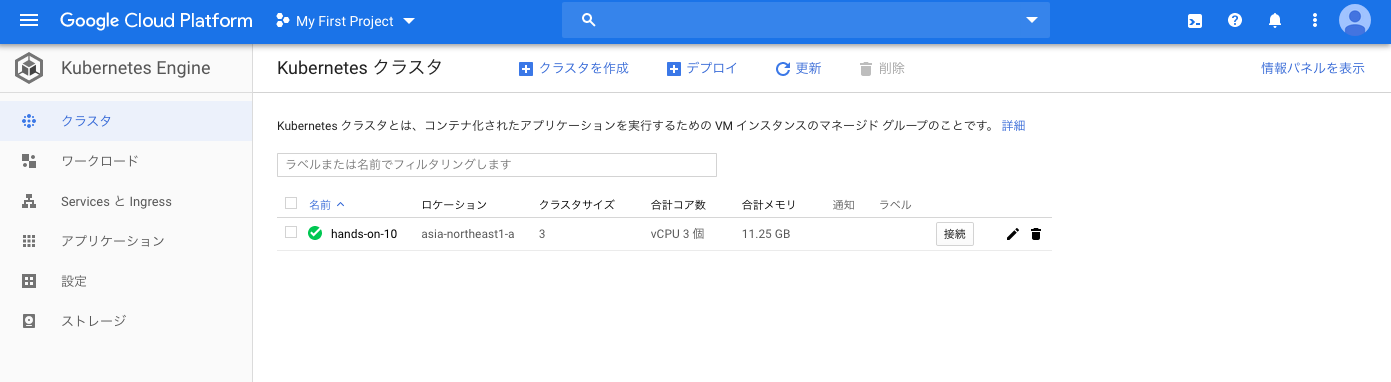 Google Cloud Platform My First Project
Kubernetes Engine
Kubernetes クラスタ クラスタを作成 デプロイ 更新 削除 情報パネルを表示
クラスタ
ワークロード
Services と Ingress
アプリケーション
設定
ストレージ
Kubernetes クラスタとは、コンテナ化されたアプリケーションを実行するための VM インスタンスのマネージド グループのことです。 詳細
ラベルまたは名前でフィルタリングします
名前 ロケーション クラスタサイズ 合計コア数 合計メモリ 通知 ラベル
hands-on-10 asia-northeast1-a 3 vCPU 3 個 11.25 GB 接続